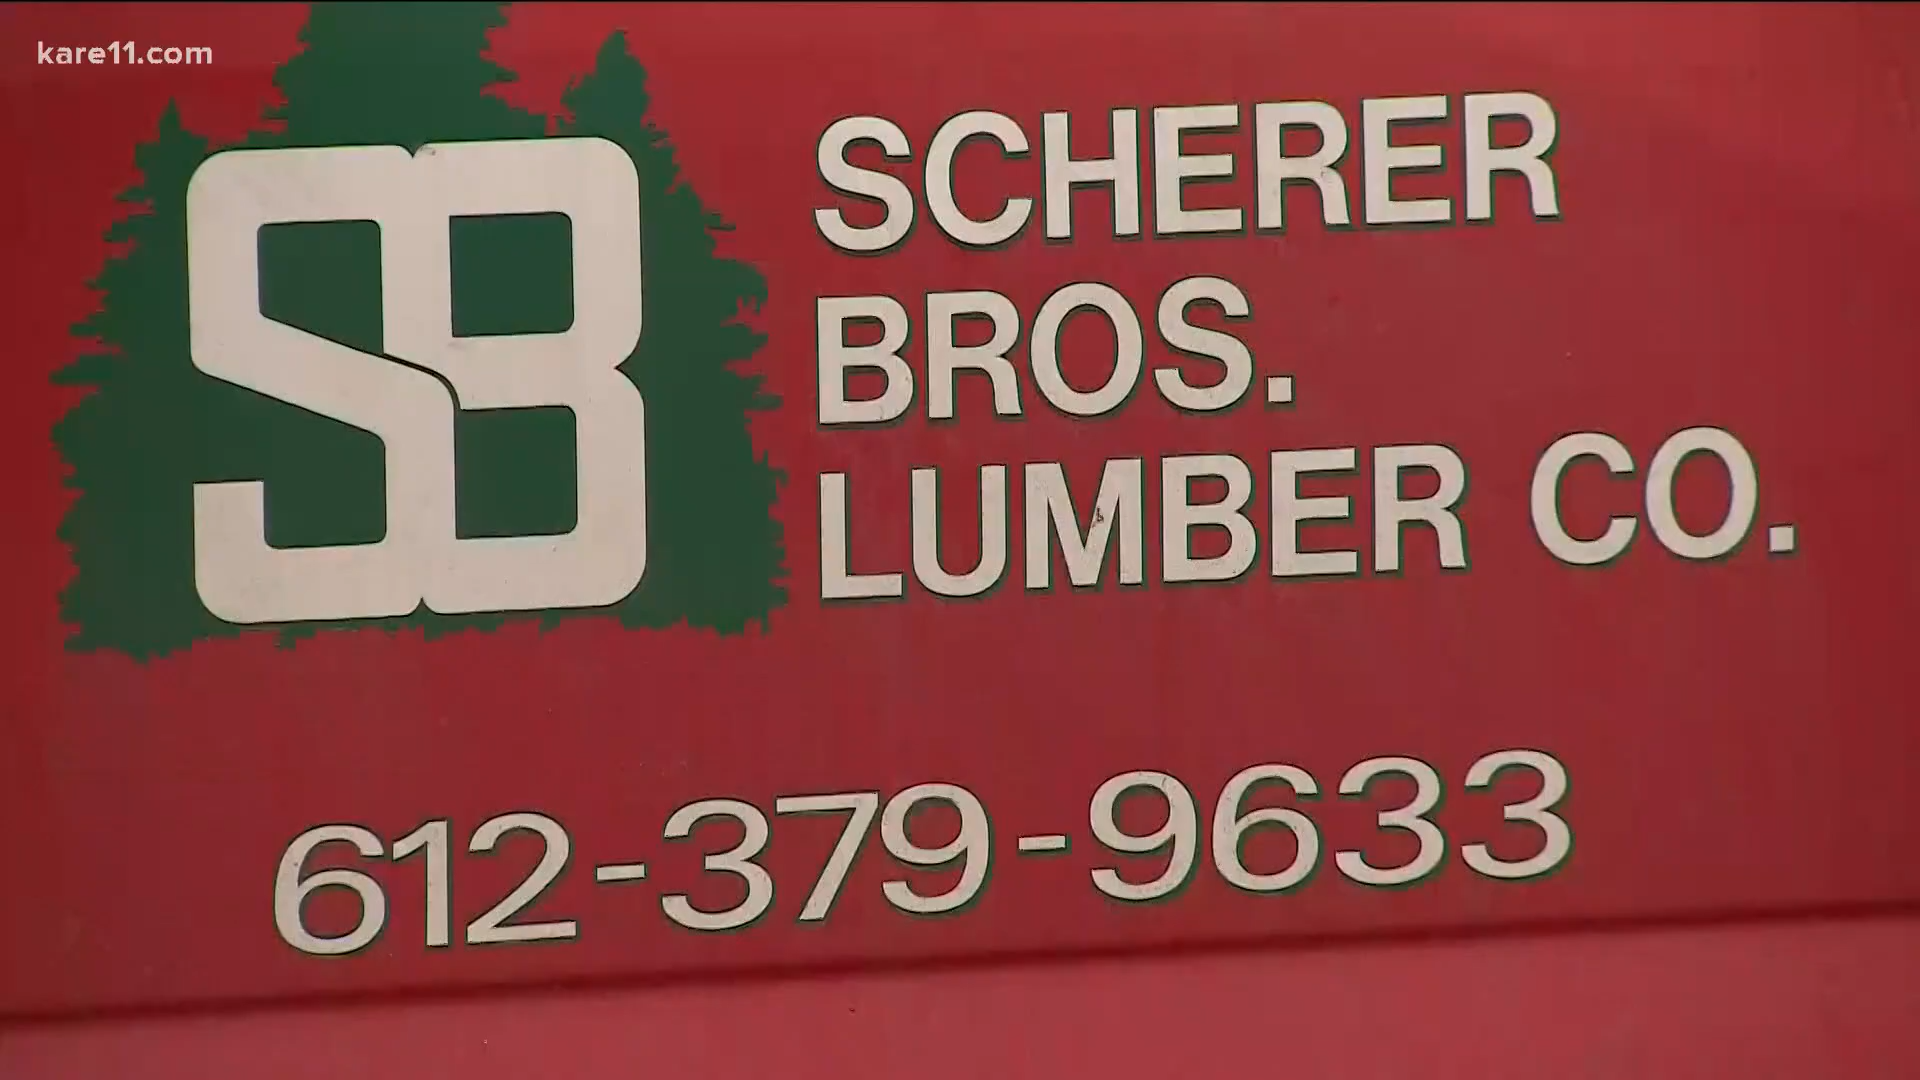 kare11.com
SB
SCHERER
BROS.
LUMBER CO.
612-379-9633